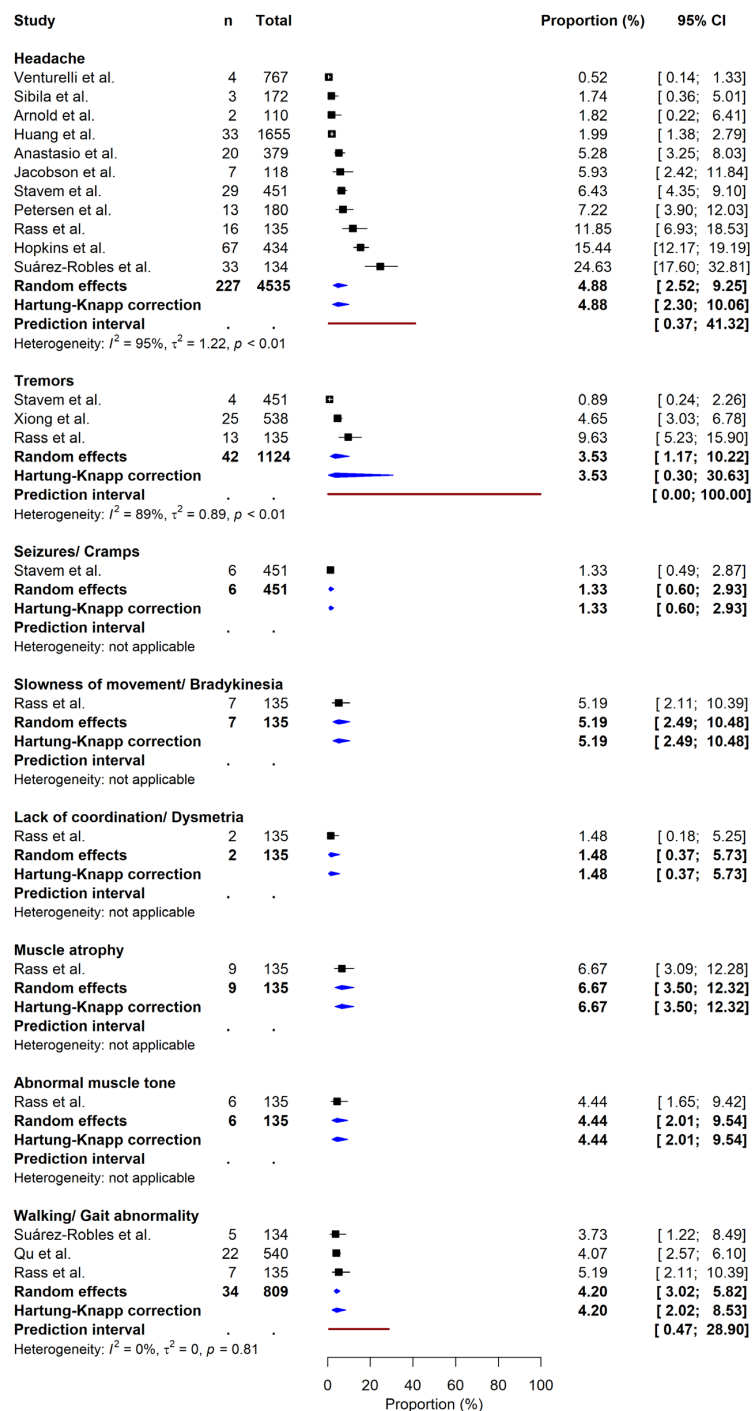 Study n Total Proportion (%) 95% CI
Headache
Venturelli et al. 4 767 0.52 [ 0.14; 1.33]
Sibila et al. 3 172 1.74 [ 0.36; 5.01]
Arnold et al. 2 110 1.82 [ 0.22; 6.41]
Huang et al. 33 1655 1.99 [ 1.38; 2.79]
Anastasio et al. 20 379 5.28 [ 3.25; 8.03]
Jacobson et al. 7 118 5.93 [ 2.42; 11.84]
Stavem et al. 29 451 6.43 [ 4.35; 9.10]
Petersen et al. 13 180 7.22 [ 3.90; 12.03]
Rass et al. 16 135 11.85 [ 6.93; 18.53]
Hopkins et al. 67 434 15.44 [12.17; 19.19]
Suárez-Robles et al. 33 134 24.63 [17.60; 32.81]
Random effects 227 4535 4.88 [ 2.52; 9.25]
Hartung-Knapp correction 4.88 [ 2.30; 10.06]
Prediction interval . . [ 0.37; 41.32]
Heterogeneity: I² = 95%, τ² = 1.22, p < 0.01
Tremors
Stavem et al. 4 451 0.89 [ 0.24; 2.26]
Xiong et al. 25 538 4.65 [ 3.03; 6.78]
Rass et al. 13 135 9.63 [ 5.23; 15.90]
Random effects 42 1124 3.53 [ 1.17; 10.22]
Hartung-Knapp correction 3.53 [ 0.30; 30.63]
Prediction interval . . [ 0.00; 100.00]
Heterogeneity: I² = 89%, τ² = 0.89, p < 0.01
Seizures/ Cramps
Stavem et al. 6 451 1.33 [ 0.49; 2.87]
Random effects 6 451 1.33 [ 0.60; 2.93]
Hartung-Knapp correction 1.33 [ 0.60; 2.93]
Prediction interval . .
Heterogeneity: not applicable
Slowness of movement/ Bradykinesia
Rass et al. 7 135 5.19 [ 2.11; 10.39]
Random effects 7 135 5.19 [ 2.49; 10.48]
Hartung-Knapp correction 5.19 [ 2.49; 10.48]
Prediction interval . .
Heterogeneity: not applicable
Lack of coordination/ Dysmetria
Rass et al. 2 135 1.48 [ 0.18; 5.25]
Random effects 2 135 1.48 [ 0.37; 5.73]
Hartung-Knapp correction 1.48 [ 0.37; 5.73]
Prediction interval . .
Heterogeneity: not applicable
Muscle atrophy
Rass et al. 9 135 6.67 [ 3.09; 12.28]
Random effects 9 135 6.67 [ 3.50; 12.32]
Hartung-Knapp correction 6.67 [ 3.50; 12.32]
Prediction interval . .
Heterogeneity: not applicable
Abnormal muscle tone
Rass et al. 6 135 4.44 [ 1.65; 9.42]
Random effects 6 135 4.44 [ 2.01; 9.54]
Hartung-Knapp correction 4.44 [ 2.01; 9.54]
Prediction interval . .
Heterogeneity: not applicable
Walking/ Gait abnormality
Suárez-Robles et al. 5 134 3.73 [ 1.22; 8.49]
Qu et al. 22 540 4.07 [ 2.57; 6.10]
Rass et al. 7 135 5.19 [ 2.11; 10.39]
Random effects 34 809 4.20 [ 3.02; 5.82]
Hartung-Knapp correction 4.20 [ 2.02; 8.53]
Prediction interval . . [ 0.47; 28.90]
Heterogeneity: I² = 0%, τ² = 0, p = 0.81
0 20 40 60 80 100
Proportion (%)